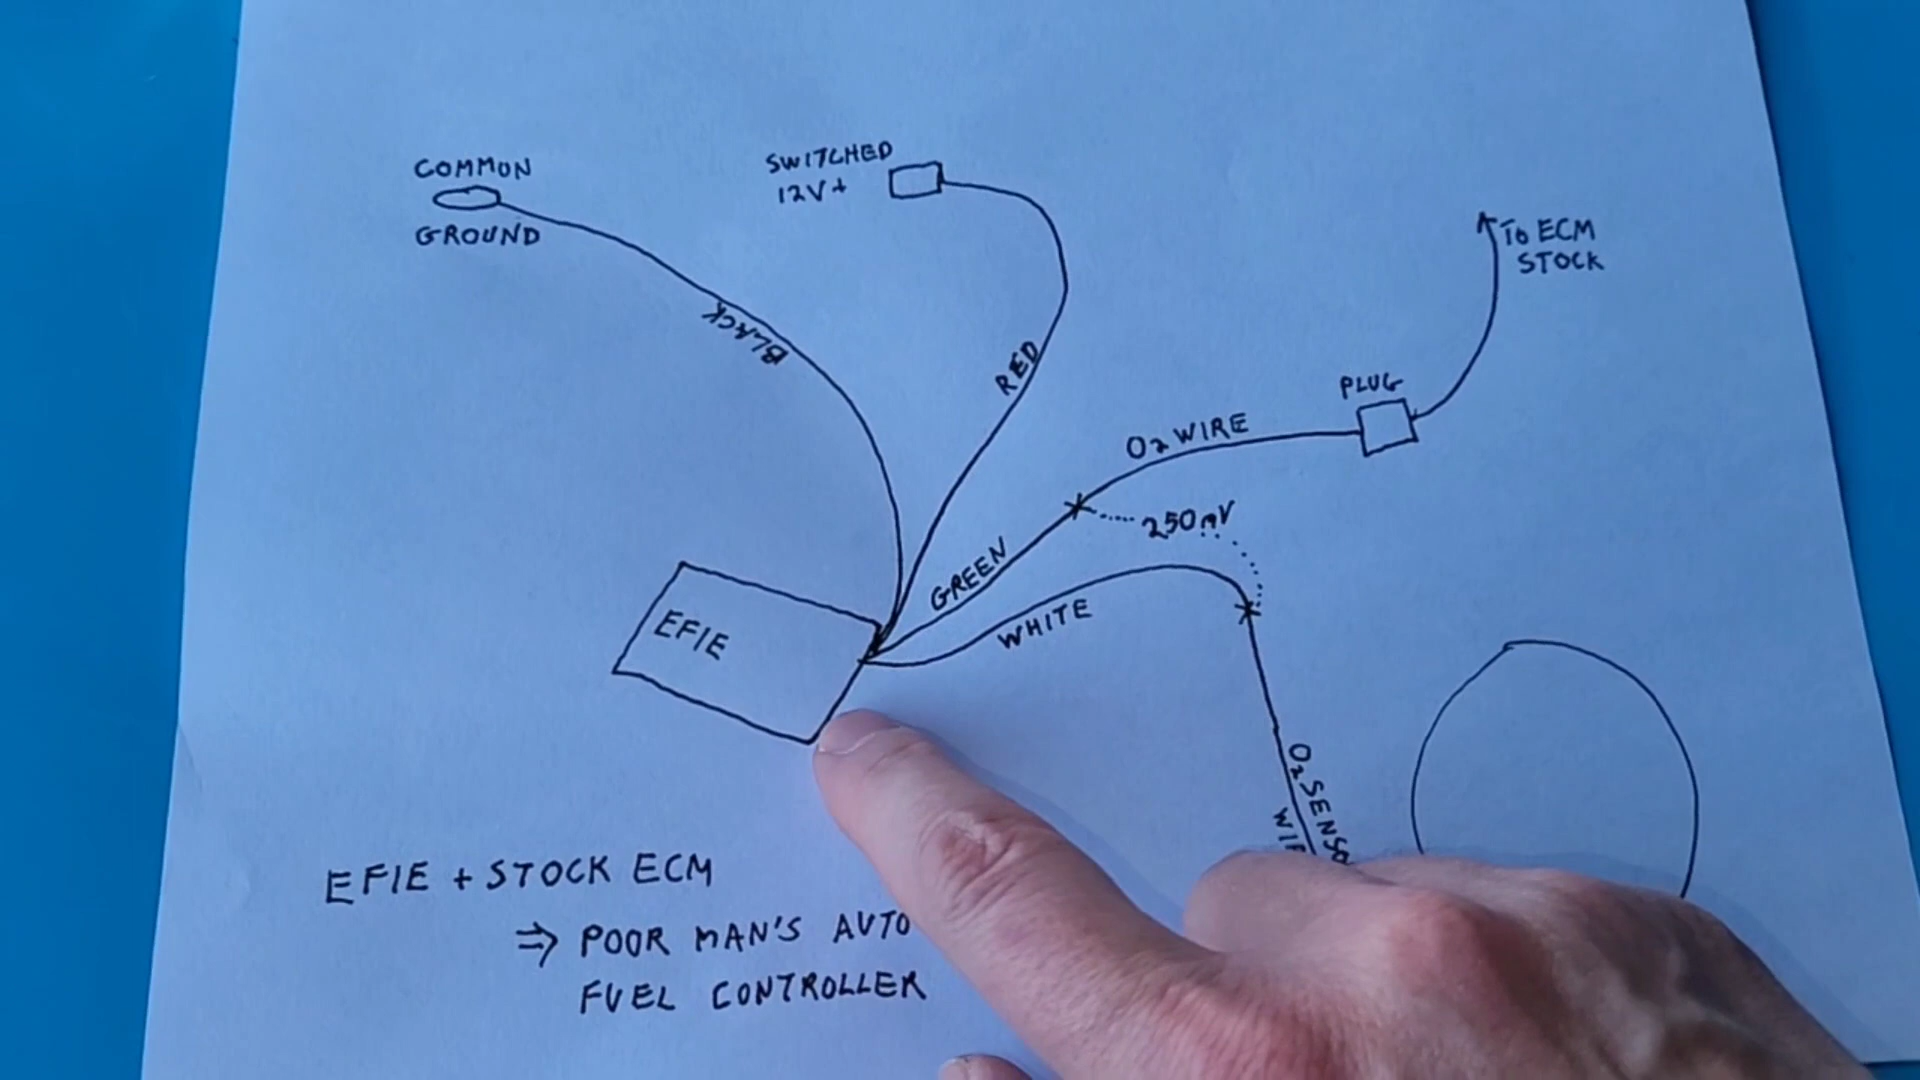 COMMON
GROUND
SWITCHED
12V+
TO ECM
STOCK
BLACK
RED
PLUG
O2 WIRE
250mV
GREEN
WHITE
EFIE
O2
EFIE + STOCK ECM
⇒ POOR MAN'S AUTO
FUEL CONTROLLER